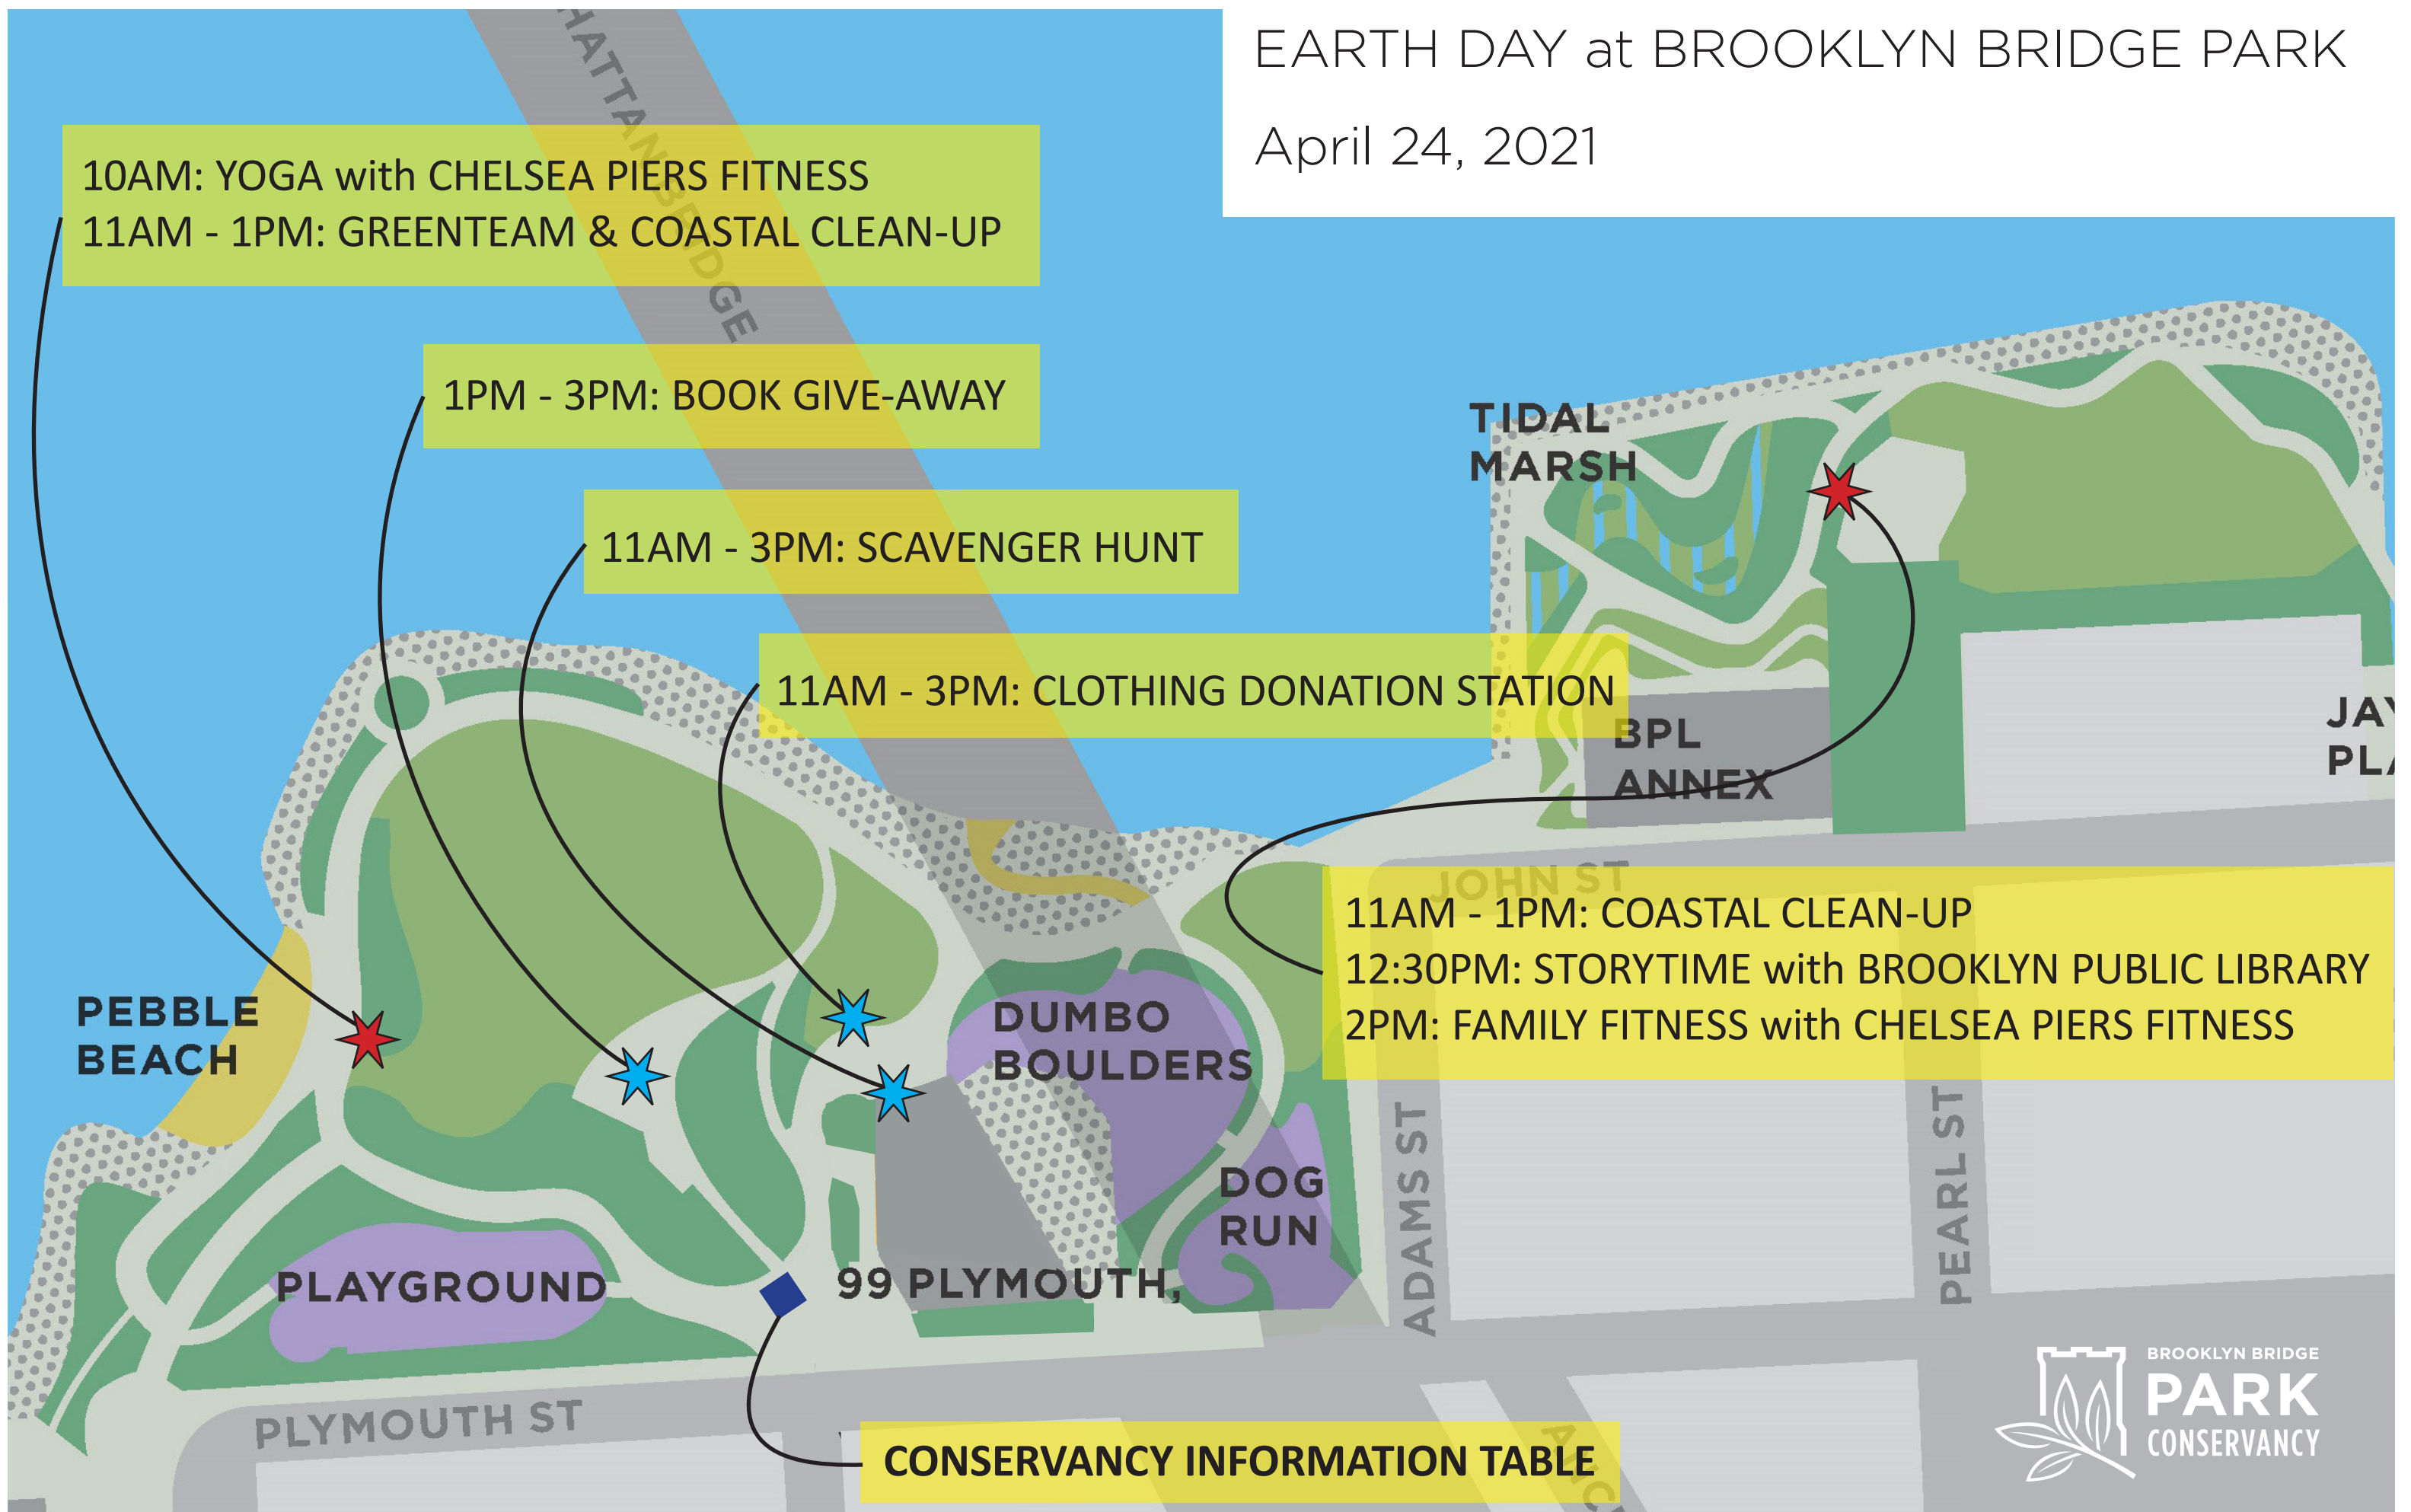 EARTH DAY at BROOKLYN BRIDGE PARK
April 24, 2021
HATTAN BRIDGE
10AM: YOGA with CHELSEA PIERS FITNESS
11AM - 1PM: GREENTEAM & COASTAL CLEAN-UP
1PM - 3PM: BOOK GIVE-AWAY
11AM - 3PM: SCAVENGER HUNT
11AM - 3PM: CLOTHING DONATION STATION
TIDAL
MARSH
BPL
ANNEX
JAY
PLA
JOHN ST
11AM - 1PM: COASTAL CLEAN-UP
12:30PM: STORYTIME with BROOKLYN PUBLIC LIBRARY
2PM: FAMILY FITNESS with CHELSEA PIERS FITNESS
PEBBLE
BEACH
DUMBO
BOULDERS
DOG
RUN
ADAMS ST
PEARL ST
PLAYGROUND
99 PLYMOUTH,
PLYMOUTH ST
CONSERVANCY INFORMATION TABLE
BROOKLYN BRIDGE
PARK
CONSERVANCY